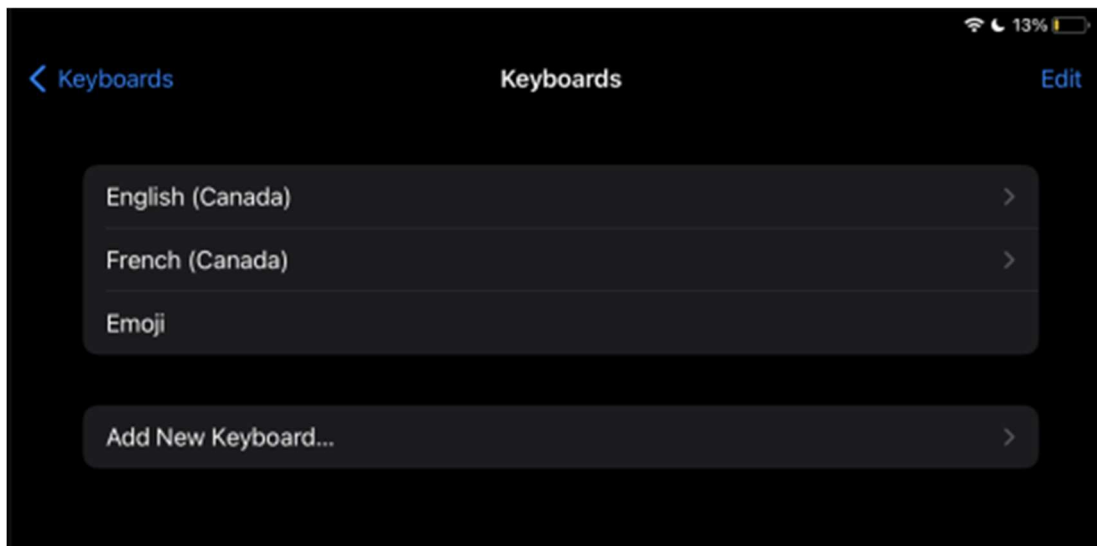 13%
Keyboards Keyboards Edit
English (Canada)
French (Canada)
Emoji
Add New Keyboard...